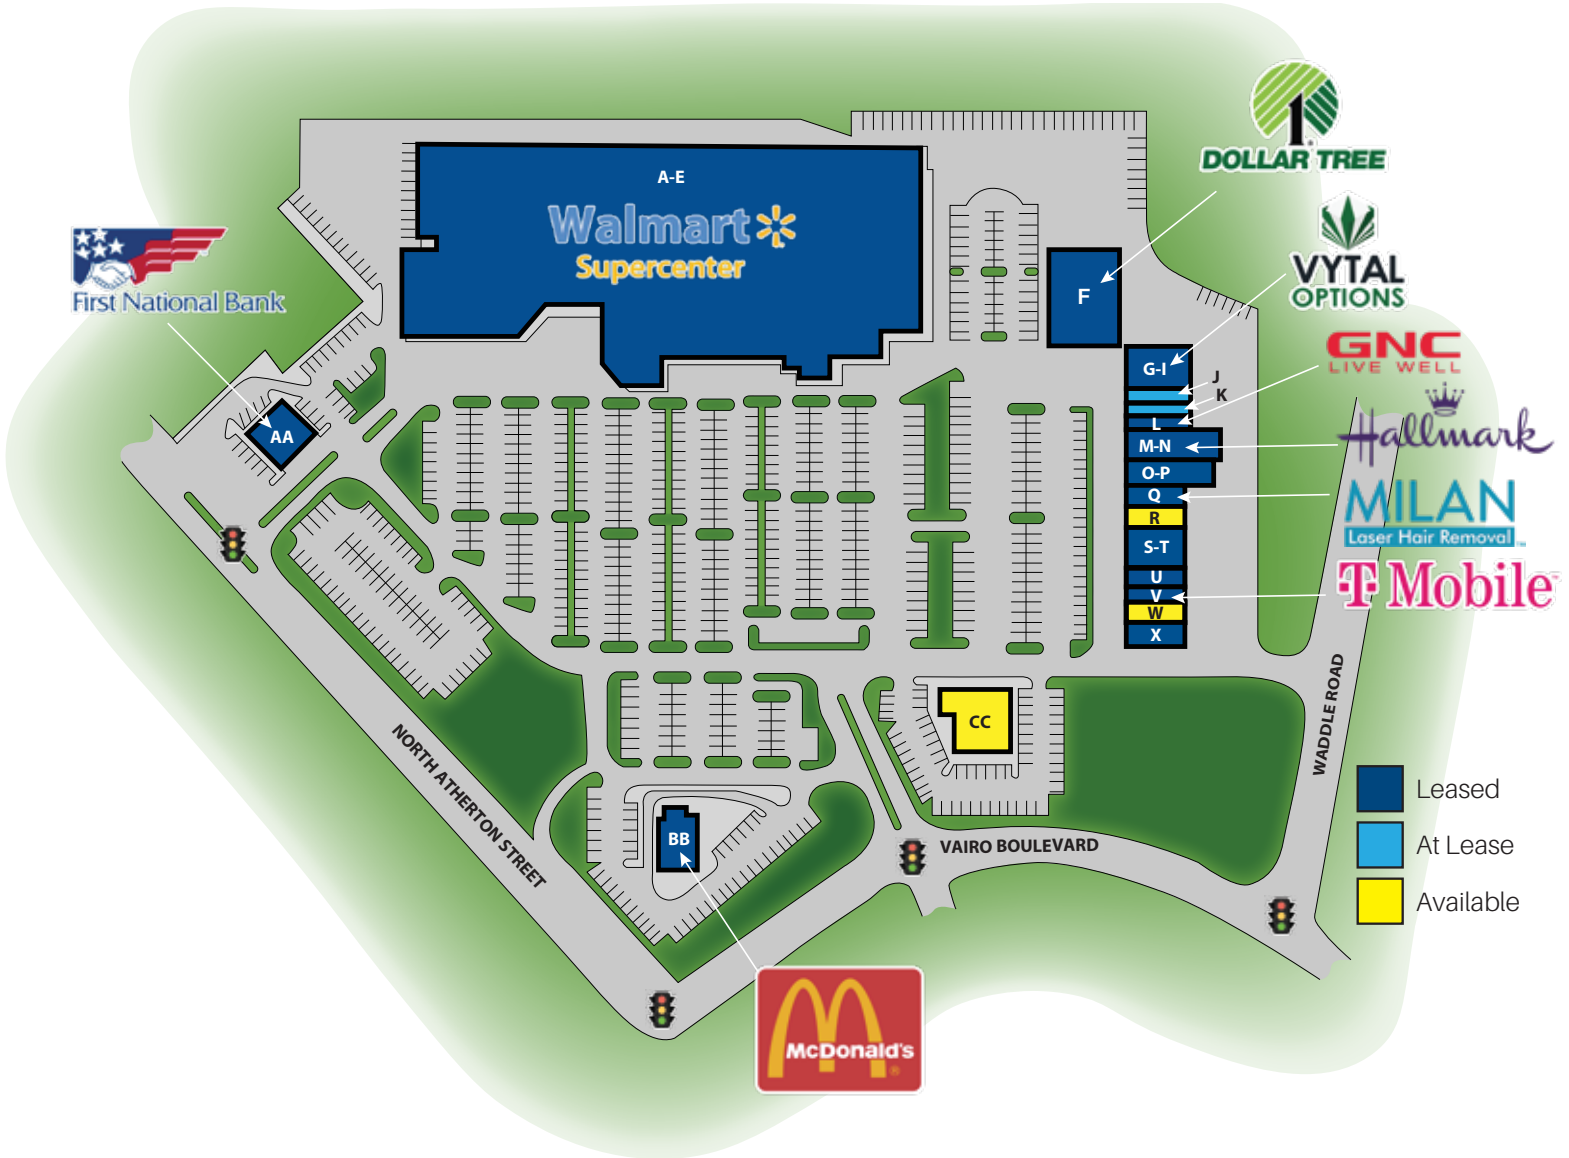 1
DOLLAR TREE
A-E
Walmart
Supercenter
VYTAL
OPTIONS
First National Bank
F
GNC
LIVE WELL
G-I
J
K
L
Hallmark
AA
M-N
O-P
Q
MILAN
Laser Hair Removal
R
S-T
U
V
T Mobile
W
X
CC
WADDLE ROAD
NORTH ATHERTON STREET
BB
VAIRO BOULEVARD
Leased
At Lease
Available
McDonald's